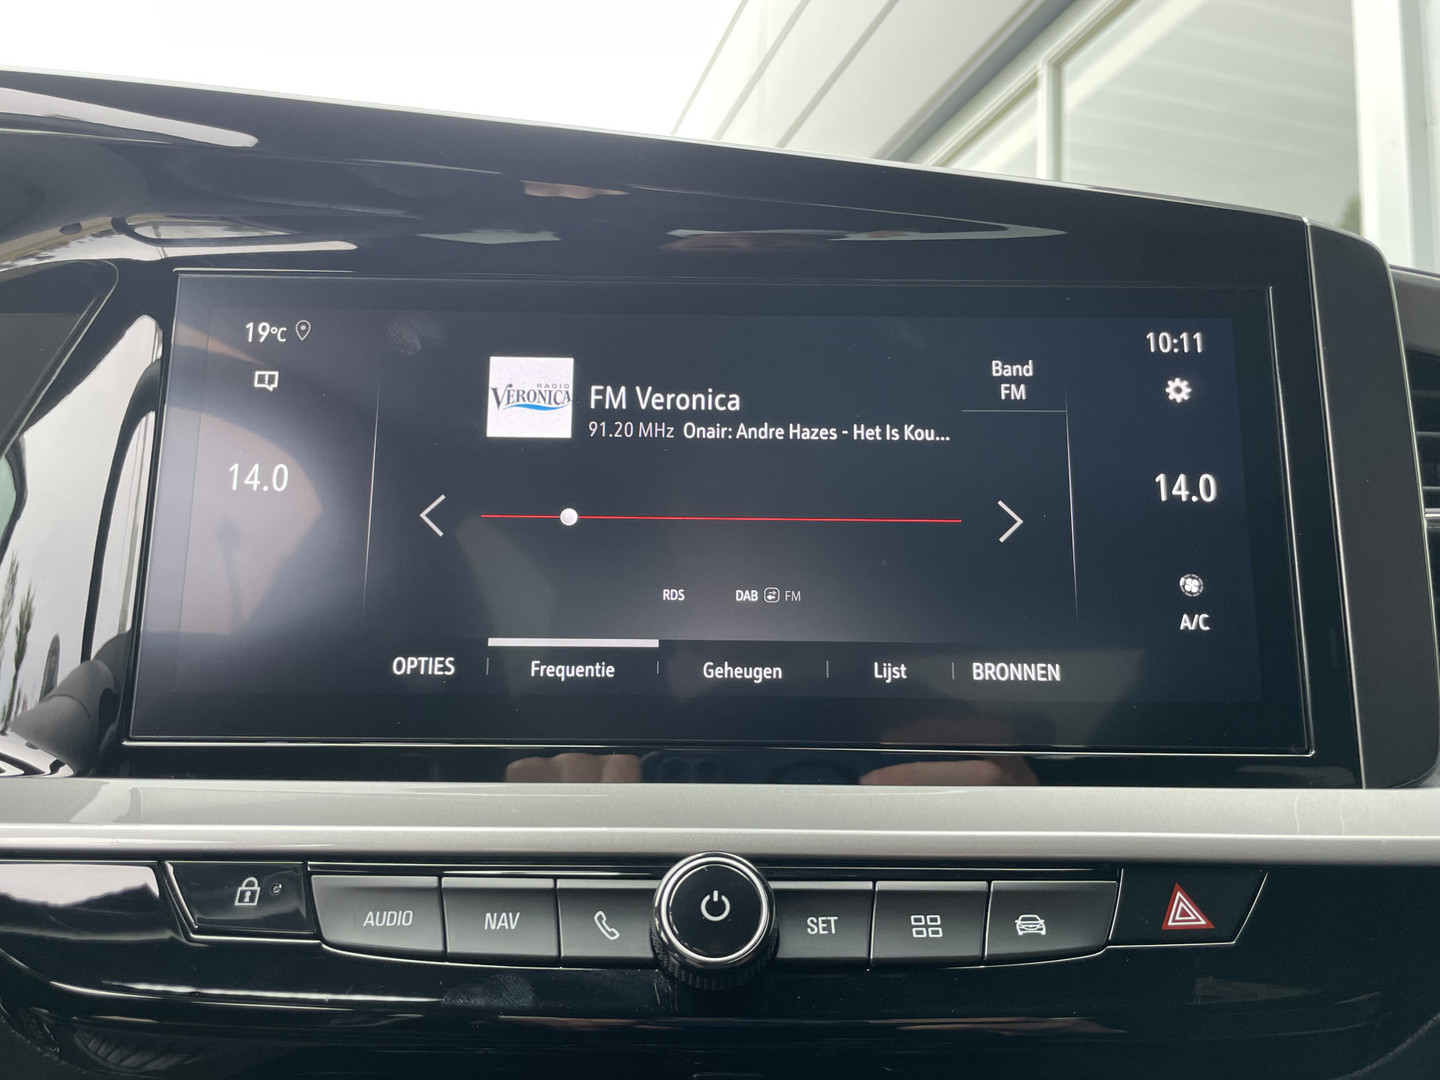 19°C
10:11
RADIO
VERONICA
FM Veronica
91.20 MHz Onair: Andre Hazes - Het Is Kou...
Band
FM
14.0
14.0
RDS
DAB FM
A/C
OPTIES
Frequentie
Geheugen
Lijst
BRONNEN
AUDIO
NAV
SET